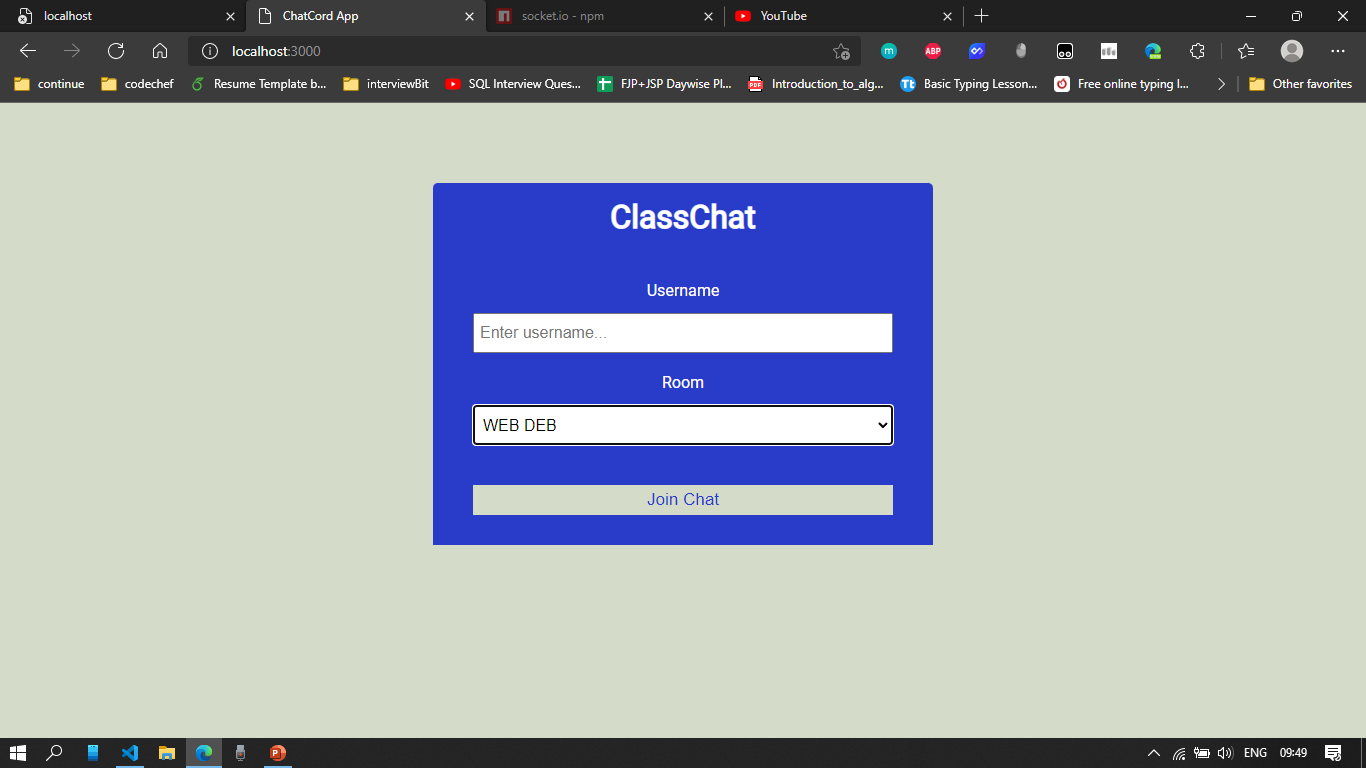 localhost
ChatCord App
socket.io - npm
YouTube
localhost:3000
ABP
continue
codechef
Resume Template b...
interviewBit
SQL Interview Ques...
FJP+JSP Daywise Pl...
Introduction_to_alg...
Basic Typing Lesson...
Free online typing l...
Other favorites
ClassChat
Username
Enter username...
Room
WEB DEB
Join Chat
ENG
09:49